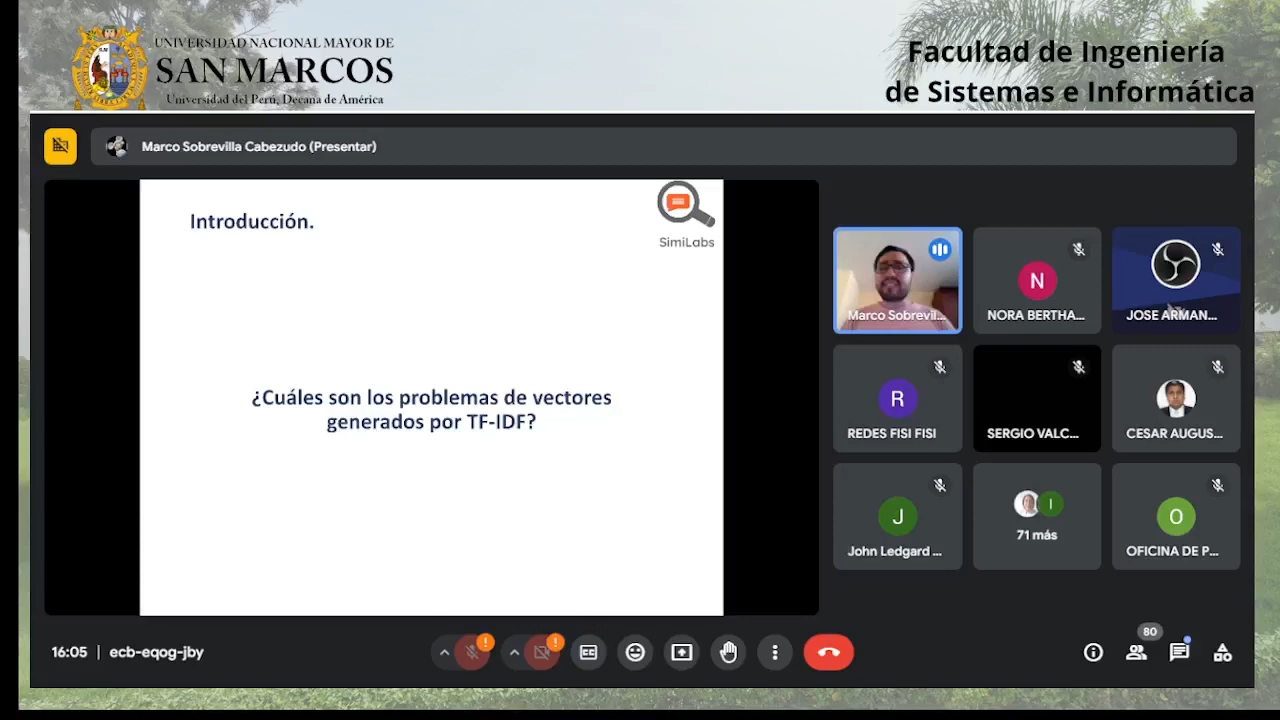 UNIVERSIDAD NACIONAL MAYOR DE
SAN MARCOS
Universidad del Perú, Decana de América
Facultad de Ingeniería
de Sistemas e Informática
Marco Sobrevilla Cabezudo (Presentar)
Introducción.
SimiLabs
¿Cuáles son los problemas de vectores
generados por TF-IDF?
Marco Sobrevil...
N
NORA BERTHA...
JOSE ARMAN...
R
REDES FISI FISI
SERGIO VALC...
CESAR AUGUS...
J
John Ledgard ...
I
71 más
O
OFICINA DE P...
16:05 | ecb-eqog-jby
80